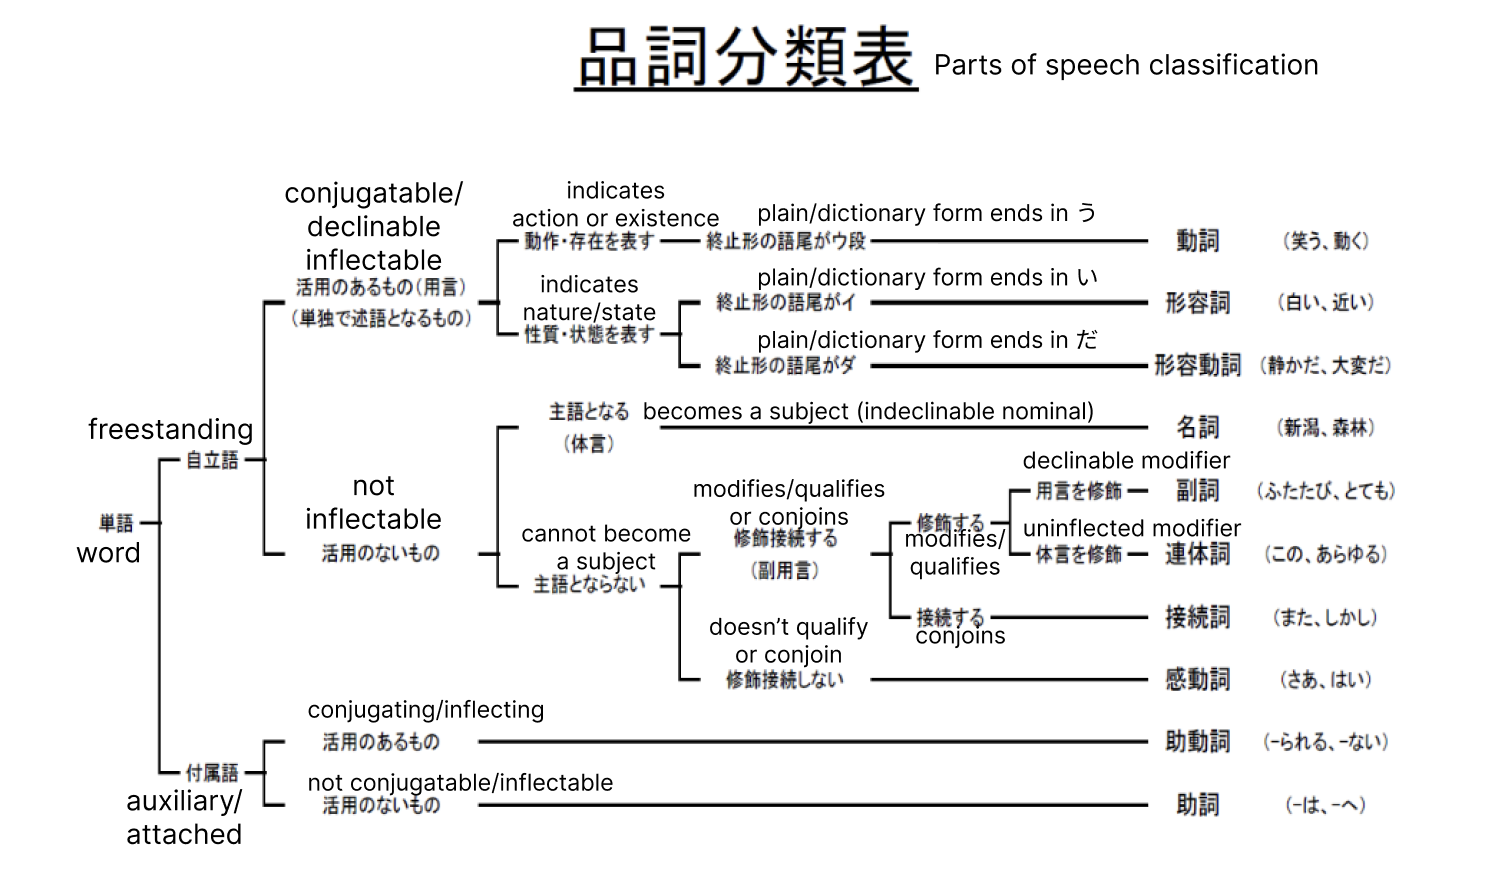 品詞分類表 Parts of speech classification
conjugatable/
declinable
inflectable
活用のあるもの(用言)
(単独で述語となるもの)
indicates
action or existence
動作・存在を表す
plain/dictionary form ends in う
終止形の語尾がウ段
動詞 (笑う、動く)
indicates
nature/state
性質・状態を表す
plain/dictionary form ends in い
終止形の語尾がイ
形容詞 (白い、近い)
plain/dictionary form ends in だ
終止形の語尾がダ
形容動詞 (静かだ、大変だ)
freestanding
自立語
単語
word
not
inflectable
活用のないもの
主語となる
(体言)
becomes a subject (indeclinable nominal)
名詞 (新潟、森林)
cannot become
a subject
主語とならない
modifies/qualifies
or conjoins
修飾接続する
(副用言)
修飾する
modifies/
qualifies
declinable modifier
用言を修飾
副詞 (ふたたび、とても)
uninflected modifier
体言を修飾
連体詞 (この、あらゆる)
接続する
conjoins
接続詞 (また、しかし)
doesn't qualify
or conjoin
修飾接続しない
感動詞 (さあ、はい)
付属語
auxiliary/
attached
conjugating/inflecting
活用のあるもの
助動詞 (-られる、-ない)
not conjugatable/inflectable
活用のないもの
助詞 (-は、-へ)